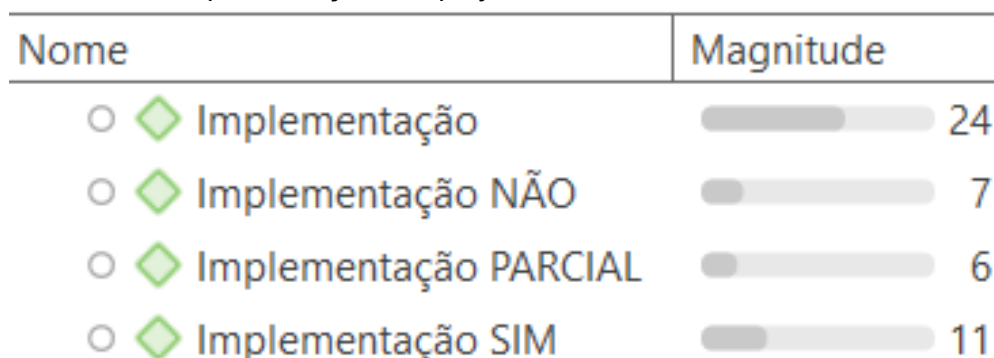 Nome Magnitude
Implementação 24
Implementação NÃO 7
Implementação PARCIAL 6
Implementação SIM 11